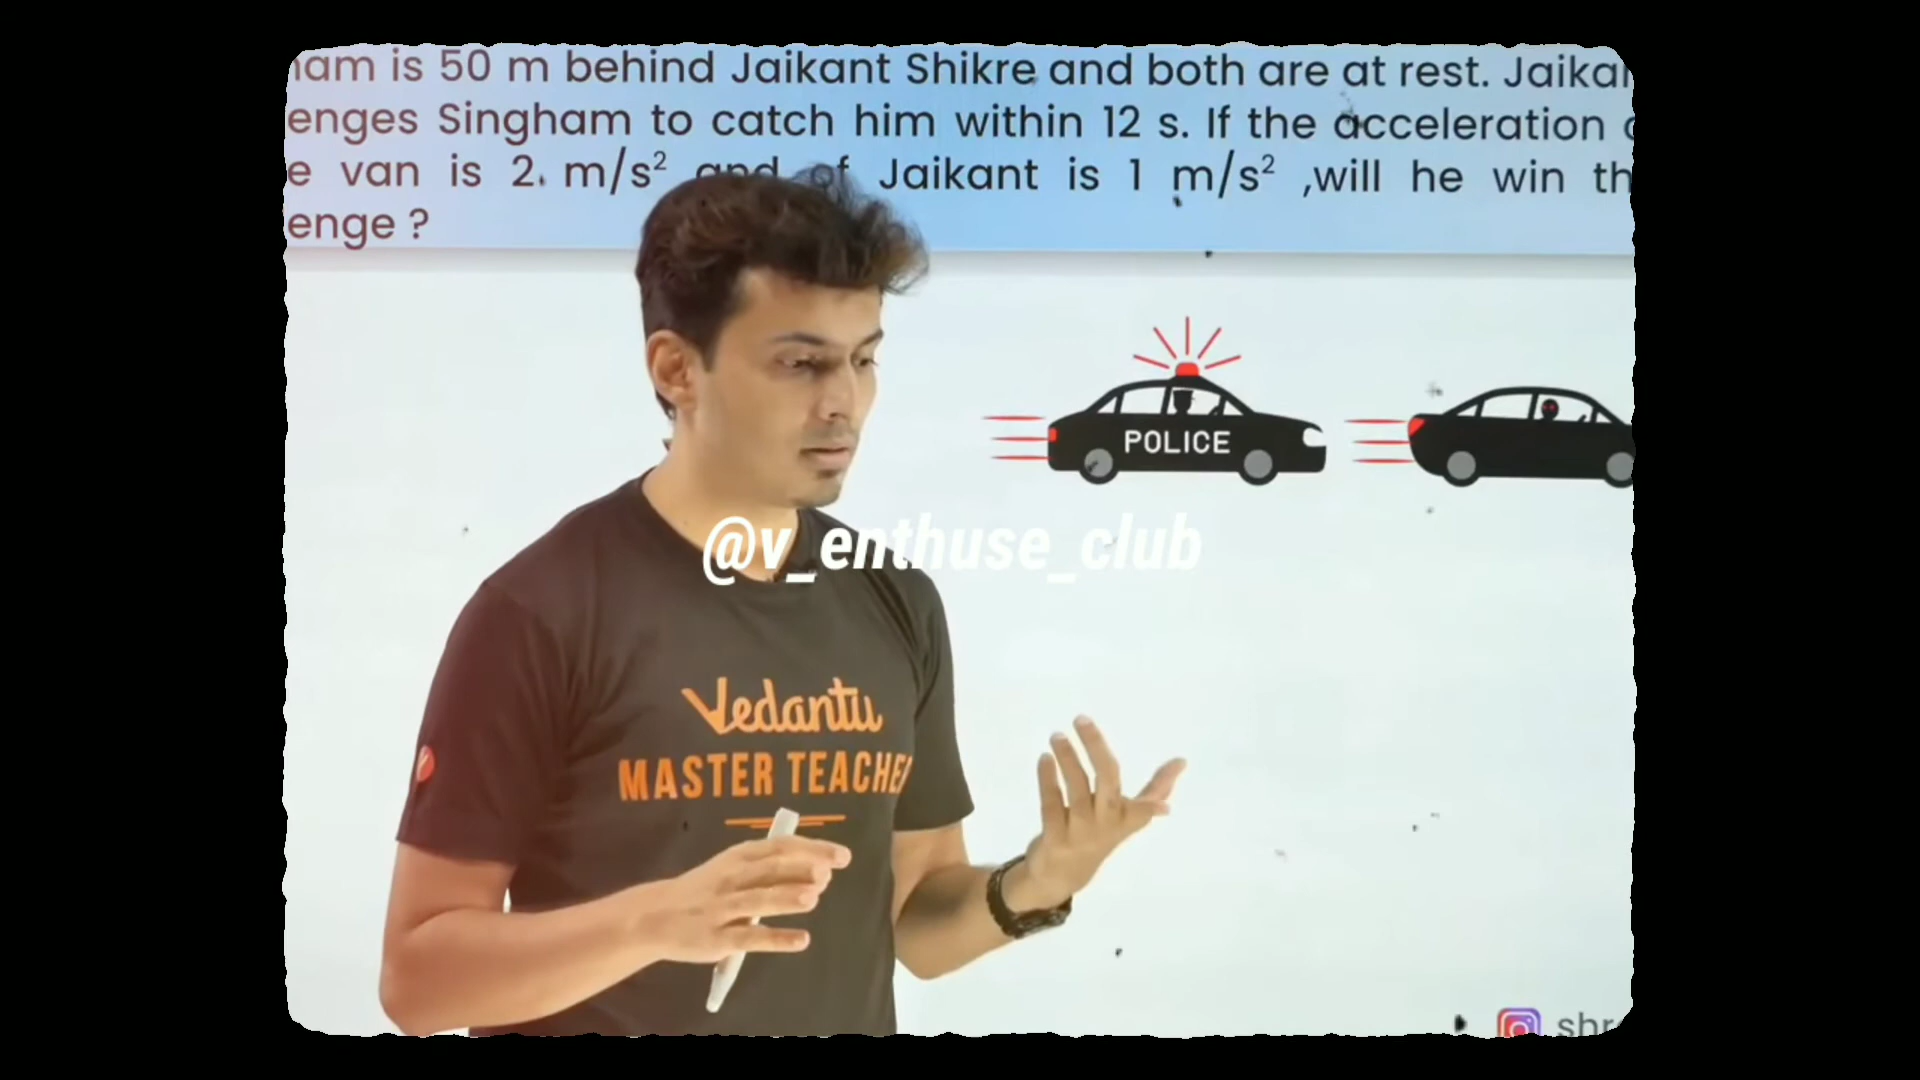 ham is 50 m behind Jaikant Shikre and both are at rest. Jaikan
enges Singham to catch him within 12 s. If the acceleration o
e van is 2 m/s² and of Jaikant is 1 m/s² ,will he win th
enge ?
POLICE
@v_enthuse_club
Vedantu
MASTER TEACHE
shr